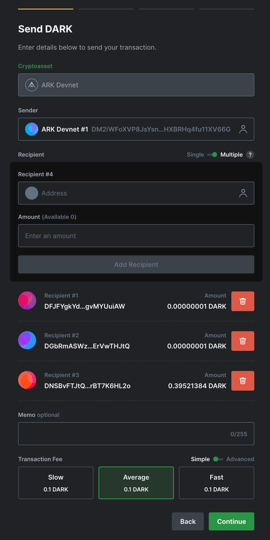 Send DARK
Enter details below to send your transaction.
Cryptoasset
ARK Devnet
Sender
ARK Devnet #1 DM2iWFoXVP8JsYsn...HXBRHq4fu11XV66G
Recipient Single Multiple ?
Recipient #4
Address
Amount (Available 0)
Enter an amount
Add Recipient
Recipient #1 Amount
DFJFYgkYd...gvMYUuiAW 0.00000001 DARK
Recipient #2 Amount
DGbRmASWz...ErVwTHJtQ 0.00000001 DARK
Recipient #3 Amount
DNSBvFTJtQ...rBT7K6HL2o 0.39521384 DARK
Memo optional
0/255
Transaction Fee Simple Advanced
Slow Average Fast
0.1 DARK 0.1 DARK 0.1 DARK
Back Continue